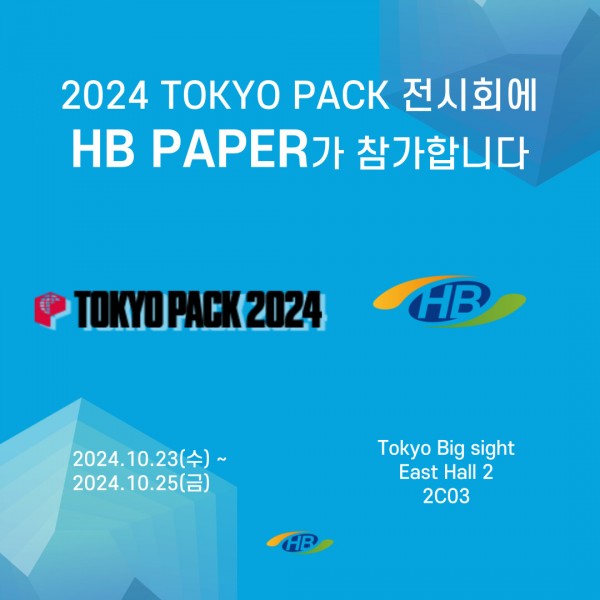 2024 TOKYO PACK 전시회에
HB PAPER가 참가합니다
TOKYO PACK 2024
HB
2024.10.23(수) ~
2024.10.25(금)
Tokyo Big sight
East Hall 2
2C03
HB